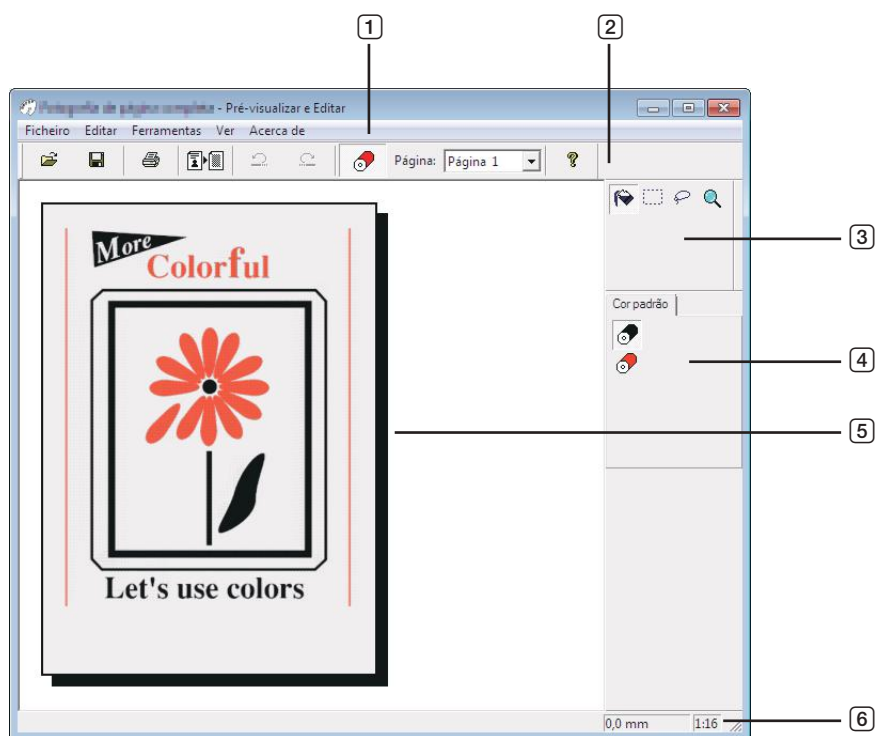 1
2
- Pré-visualizar e Editar
Ficheiro Editar Ferramentas Ver Acerca de
Página: Página 1
3
Cor padrão
4
5
More
Colorful
Let's use colors
0,0 mm 1:16
6